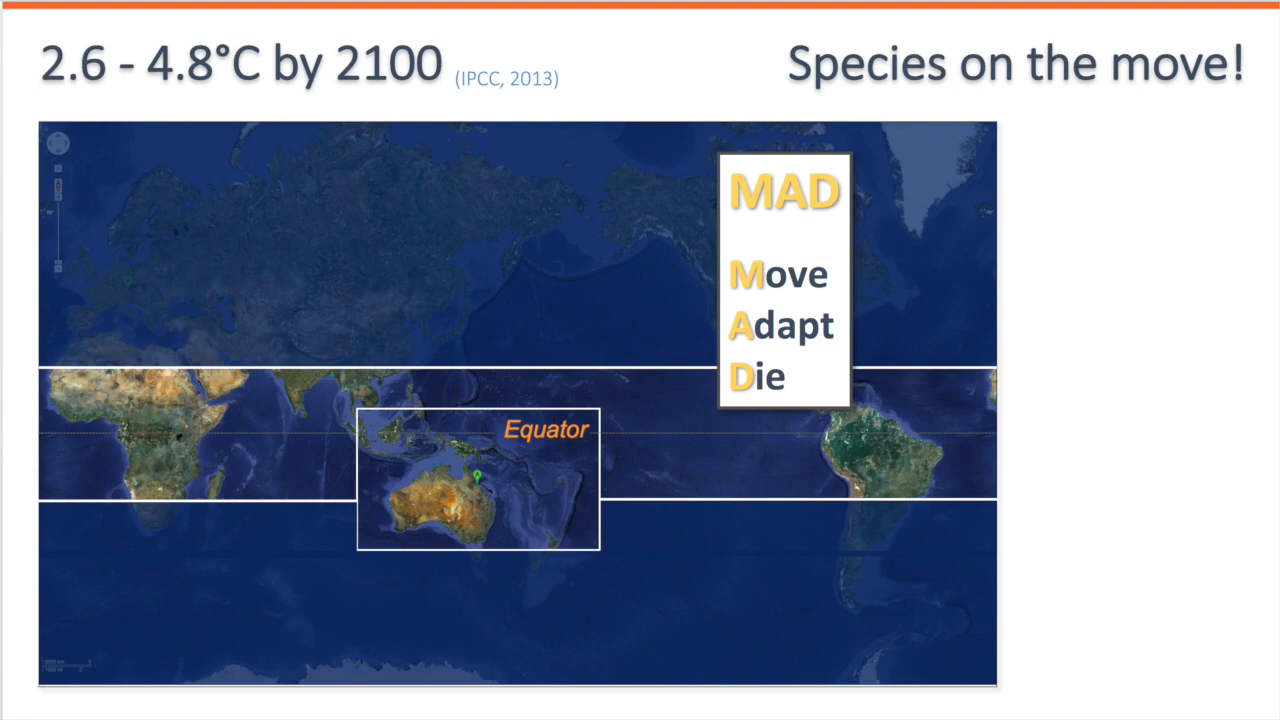 2.6 - 4.8°C by 2100 (IPCC, 2013)
Species on the move!
MAD
Move
Adapt
Die
Equator